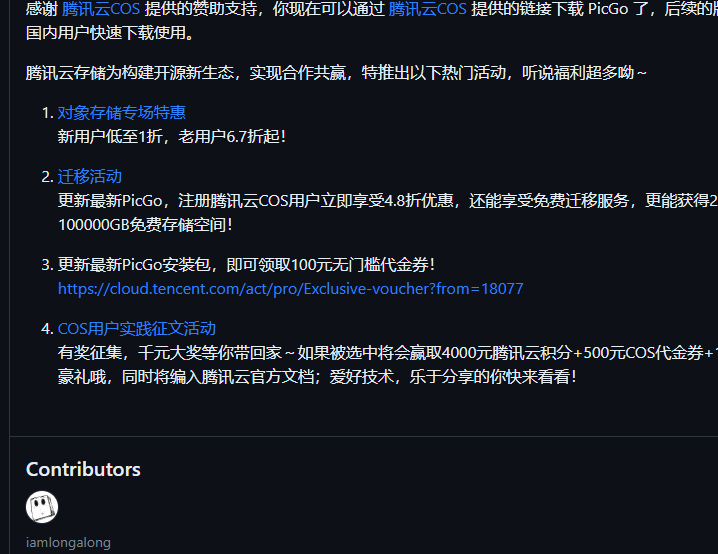 感谢 腾讯云COS 提供的赞助支持，你现在可以通过 腾讯云COS 提供的链接下载 PicGo 了，后续的
国内用户快速下载使用。
腾讯云存储为构建开源新生态，实现合作共赢，特推出以下热门活动，听说福利超多呦～
1. 对象存储专场特惠
新用户低至1折，老用户6.7折起！
2. 迁移活动
更新最新PicGo，注册腾讯云COS用户立即享受4.8折优惠，还能享受免费迁移服务，更能获得2
100000GB免费存储空间！
3. 更新最新PicGo安装包，即可领取100元无门槛代金券！
https://cloud.tencent.com/act/pro/Exclusive-voucher?from=18077
4. COS用户实践征文活动
有奖征集，千元大奖等你带回家～如果被选中将会赢取4000元腾讯云积分+500元COS代金券+1
豪礼哦，同时将编入腾讯云官方文档；爱好技术，乐于分享的你快来看看！
Contributors
iamlongalong